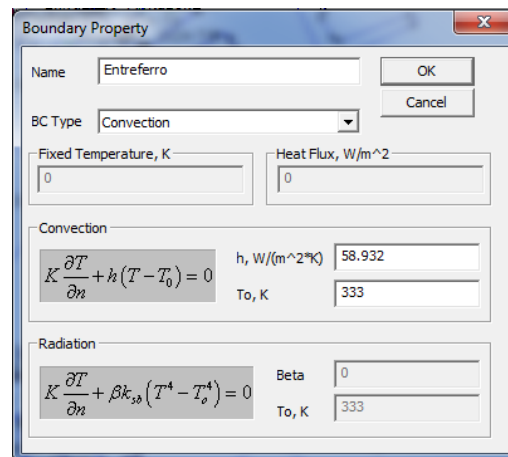 Boundary Property
Name Entreferro OK
Cancel
BC Type Convection
Fixed Temperature, K Heat Flux, W/m^2
0 0
Convection
K ∂T/∂n + h(T − T₀) = 0
h, W/(m^2*K) 58.932
To, K 333
Radiation
K ∂T/∂n + βkₛb(T⁴ − Tₒ⁴) = 0
Beta 0
To, K 333